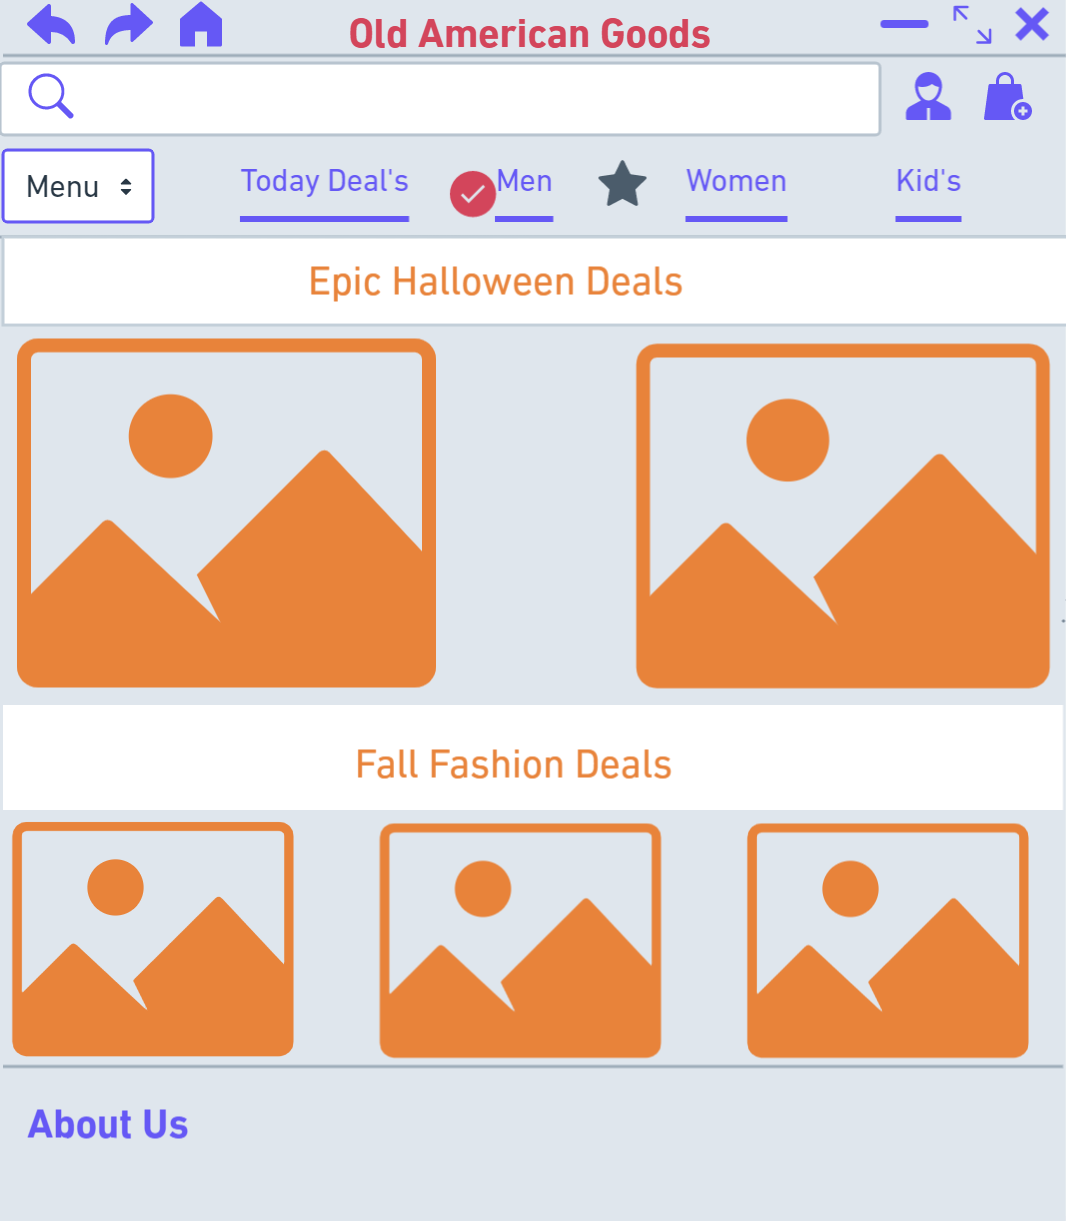 Old American Goods
Menu
Today Deal's
Men
Women
Kid's
Epic Halloween Deals
Fall Fashion Deals
About Us